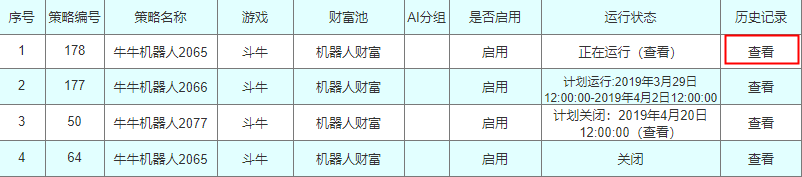 序号 策略编号 策略名称 游戏 财富池 AI分组 是否启用 运行状态 历史记录
1 178 牛牛机器人2065 斗牛 机器人财富 启用 正在运行（查看） 查看
2 177 牛牛机器人2066 斗牛 机器人财富 启用 计划运行:2019年3月29日
12:00:00-2019年4月2日12:00:00 查看
3 50 牛牛机器人2077 斗牛 机器人财富 启用 计划关闭：2019年4月20日
12:00:00（查看） 查看
4 64 牛牛机器人2065 斗牛 机器人财富 启用 关闭 查看